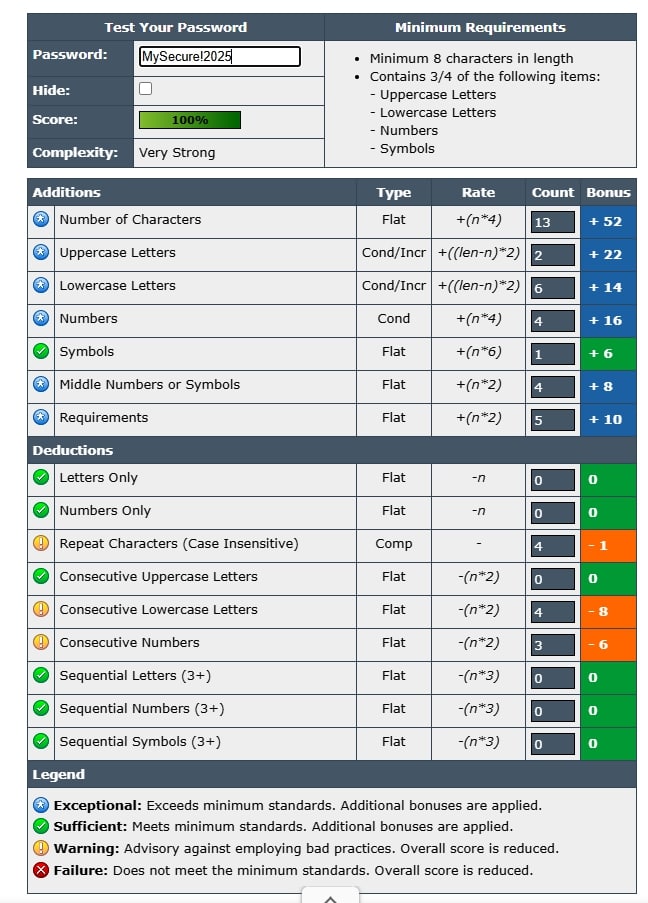 Test Your Password
Minimum Requirements
Password: MySecure!2025
• Minimum 8 characters in length
• Contains 3/4 of the following items:
- Uppercase Letters
- Lowercase Letters
- Numbers
- Symbols
Hide:
Score: 100%
Complexity: Very Strong
Additions Type Rate Count Bonus
Number of Characters Flat +(n*4) 13 + 52
Uppercase Letters Cond/Incr +((len-n)*2) 2 + 22
Lowercase Letters Cond/Incr +((len-n)*2) 6 + 14
Numbers Cond +(n*4) 4 + 16
Symbols Flat +(n*6) 1 + 6
Middle Numbers or Symbols Flat +(n*2) 4 + 8
Requirements Flat +(n*2) 5 + 10
Deductions
Letters Only Flat -n 0 0
Numbers Only Flat -n 0 0
Repeat Characters (Case Insensitive) Comp - 4 - 1
Consecutive Uppercase Letters Flat -(n*2) 0 0
Consecutive Lowercase Letters Flat -(n*2) 4 - 8
Consecutive Numbers Flat -(n*2) 3 - 6
Sequential Letters (3+) Flat -(n*3) 0 0
Sequential Numbers (3+) Flat -(n*3) 0 0
Sequential Symbols (3+) Flat -(n*3) 0 0
Legend
Exceptional: Exceeds minimum standards. Additional bonuses are applied.
Sufficient: Meets minimum standards. Additional bonuses are applied.
Warning: Advisory against employing bad practices. Overall score is reduced.
Failure: Does not meet the minimum standards. Overall score is reduced.